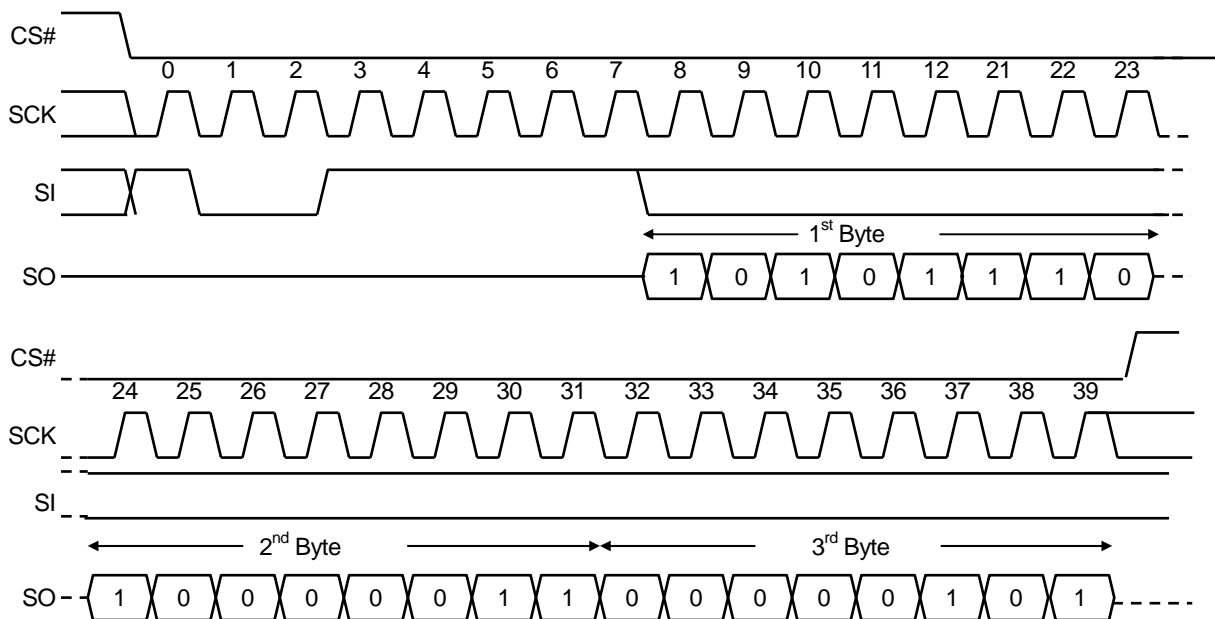 CS#
0 1 2 3 4 5 6 7 8 9 10 11 12 21 22 23
SCK
SI
1st Byte
SO 1 0 1 0 1 1 1 0
CS#
24 25 26 27 28 29 30 31 32 33 34 35 36 37 38 39
SCK
SI
2nd Byte 3rd Byte
SO 1 0 0 0 0 0 1 1 0 0 0 0 0 1 0 1